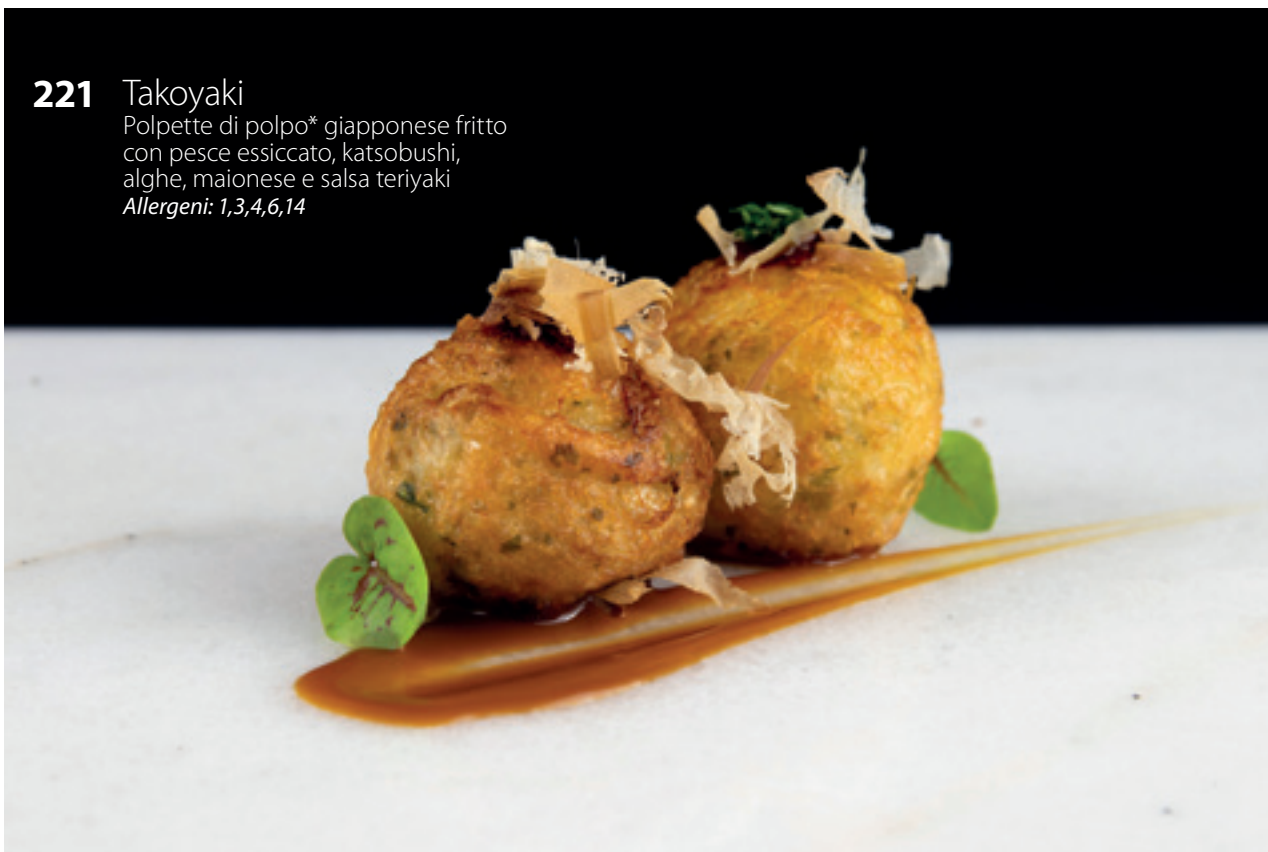 221 Takoyaki
Polpette di polpo* giapponese fritto
con pesce essiccato, katsobushi,
alghe, maionese e salsa teriyaki
Allergeni: 1,3,4,6,14